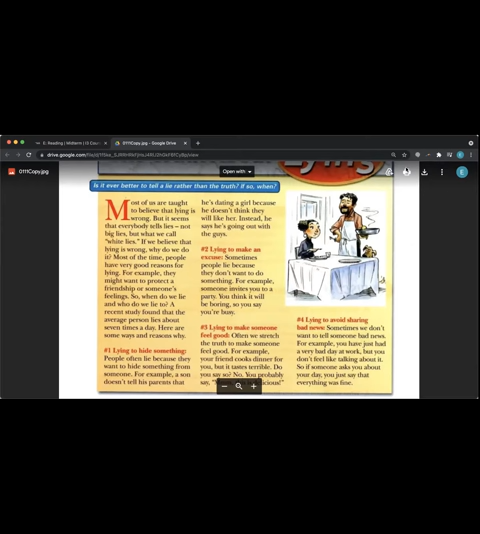 E. Reading | Midterm | IS Cou
0111Copy.jpg - Google Drive
0111Copy.jpg
Open with
Lying
Is it ever better to tell a lie rather than the truth? If so, when?
Most of us are taught
to believe that lying is
wrong. But it seems
that everybody tells lies – not
big lies, but what we call
"white lies." If we believe that
lying is wrong, why do we do
it? Most of the time, people
have very good reasons for
lying. For example, they
might want to protect a
friendship or someone's
feelings. So, when do we lie
and who do we lie to? A
recent study found that the
average person lies about
seven times a day. Here are
some ways and reasons why.
#1 Lying to hide something:
People often lie because they
want to hide something from
someone. For example, a son
doesn't tell his parents that
he's dating a girl because
he doesn't think they
will like her. Instead, he
says he's going out with
the guys.
#2 Lying to make an
excuse: Sometimes
people lie because
they don't want to do
something. For example,
someone invites you to a
party. You think it will
be boring, so you say
you're busy.
#3 Lying to make someone
feel good: Often we stretch
the truth to make someone
feel good. For example,
your friend cooks dinner for
you, but it tastes terrible. Do
you say so? No. You probably
say,
#4 Lying to avoid sharing
bad news: Sometimes we don't
want to tell someone bad news.
For example, you have just had
a very bad day at work, but you
don't feel like talking about it.
So if someone asks you about
your day, you just say that
everything was fine.